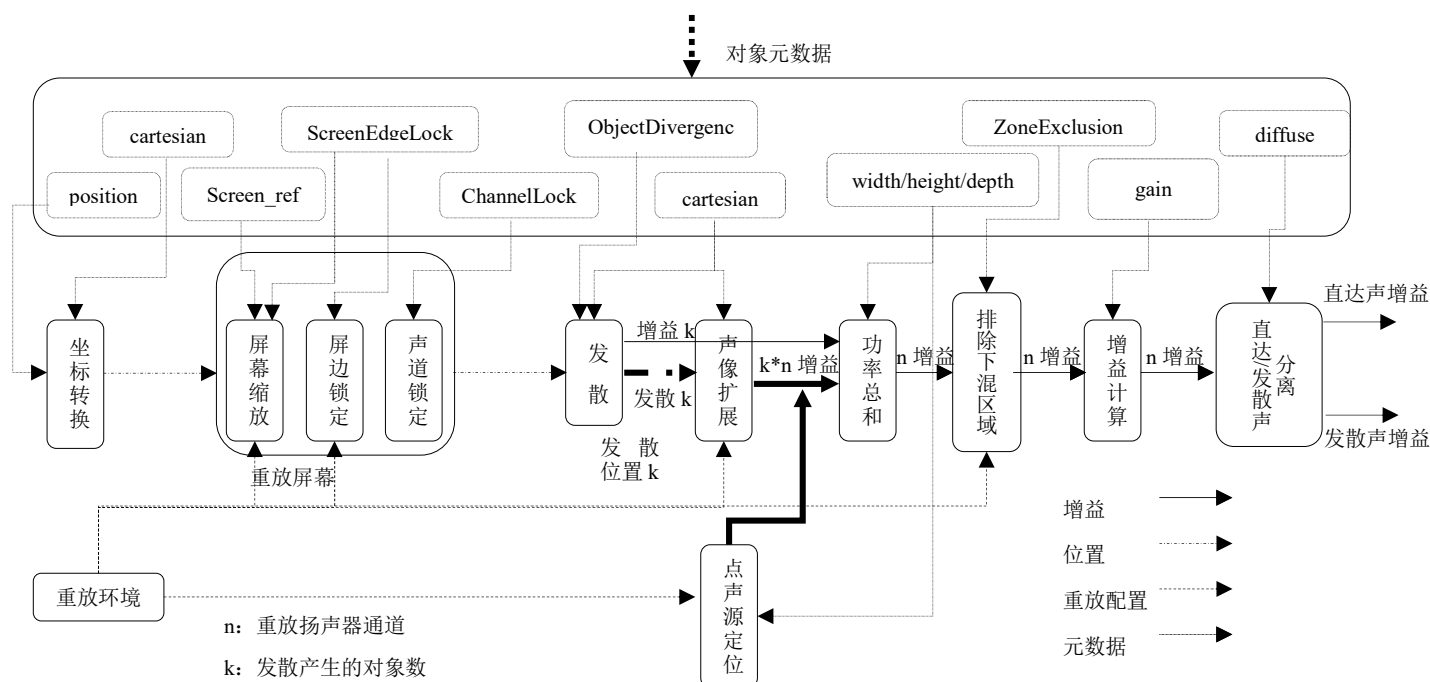 对象元数据
cartesian
ScreenEdgeLock
ObjectDivergenc
ZoneExclusion
diffuse
position
Screen_ref
ChannelLock
cartesian
width/height/depth
gain
坐标转换
屏幕缩放
屏边锁定
声道锁定
发散
增益 k
发散 k
发散
位置 k
声像扩展
k*n 增益
功率总和
n 增益
排除下混区域
n 增益
增益计算
n 增益
直达/发散声
分离
直达声增益
发散声增益
重放屏幕
重放环境
点声源定位
n：重放扬声器通道
k：发散产生的对象数
增益
位置
重放配置
元数据